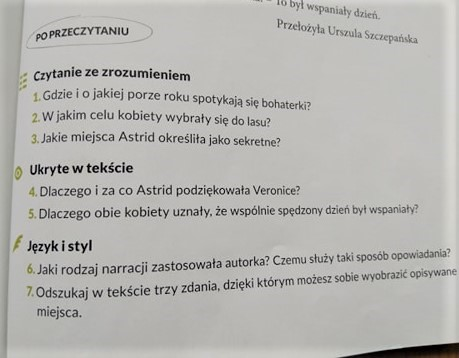 To był wspaniały dzień.
Przełożyła Urszula Szczepańska
PO PRZECZYTANIU
Czytanie ze zrozumieniem
1. Gdzie i o jakiej porze roku spotykają się bohaterki?
2. W jakim celu kobiety wybrały się do lasu?
3. Jakie miejsca Astrid określiła jako sekretne?
Ukryte w tekście
4. Dlaczego i za co Astrid podziękowała Veronice?
5. Dlaczego obie kobiety uznały, że wspólnie spędzony dzień był wspaniały?
Język i styl
6. Jaki rodzaj narracji zastosowała autorka? Czemu służy taki sposób opowiadania?
7. Odszukaj w tekście trzy zdania, dzięki którym możesz sobie wyobrazić opisywane
miejsca.